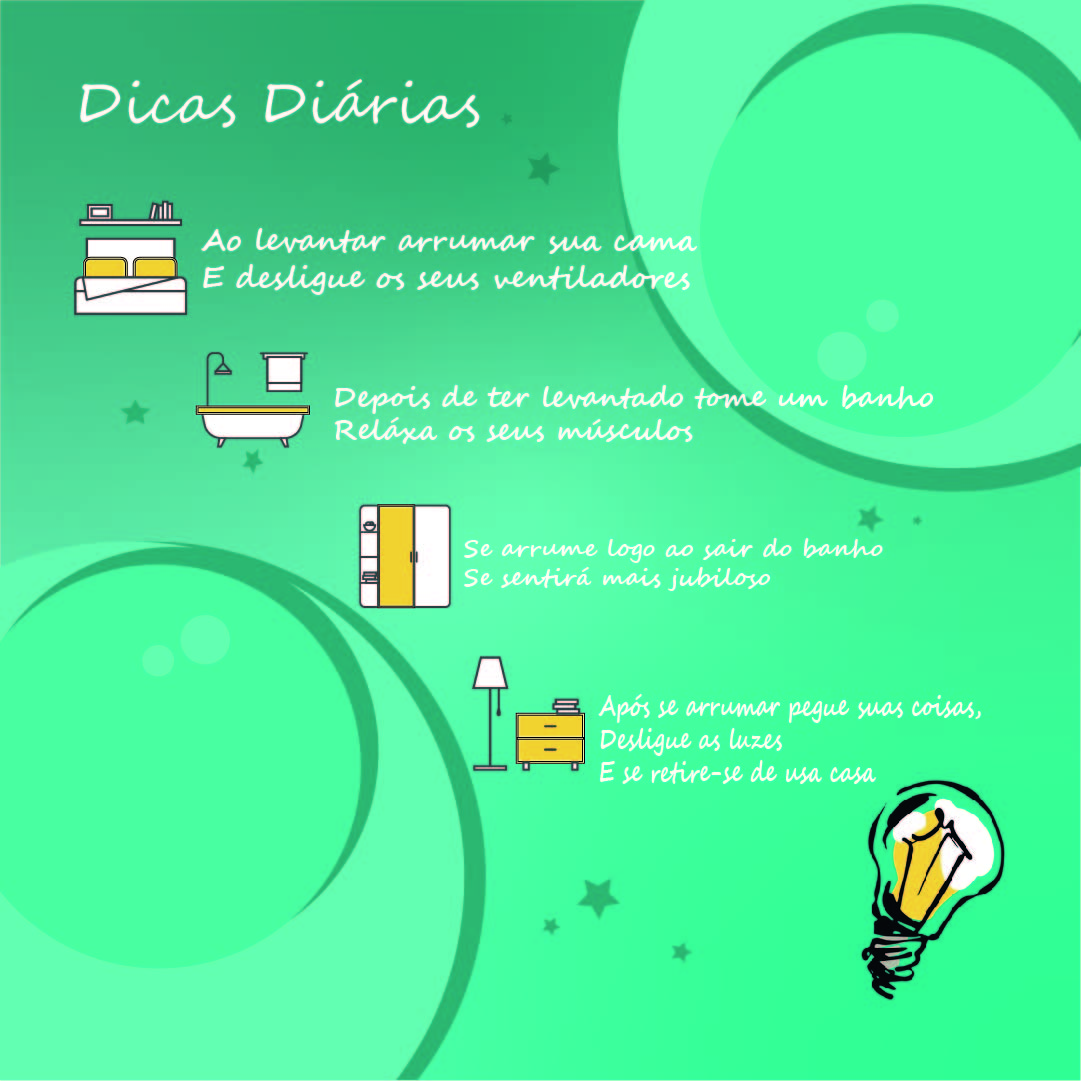 Dicas Diárias
Ao levantar arrumar sua cama
E desligue os seus ventiladores
Depois de ter levantado tome um banho
Reláxa os seus músculos
Se arrume logo ao sair do banho
Se sentirá mais jubiloso
Após se arrumar pegue suas coisas,
Desligue as luzes
E se retire-se de usa casa